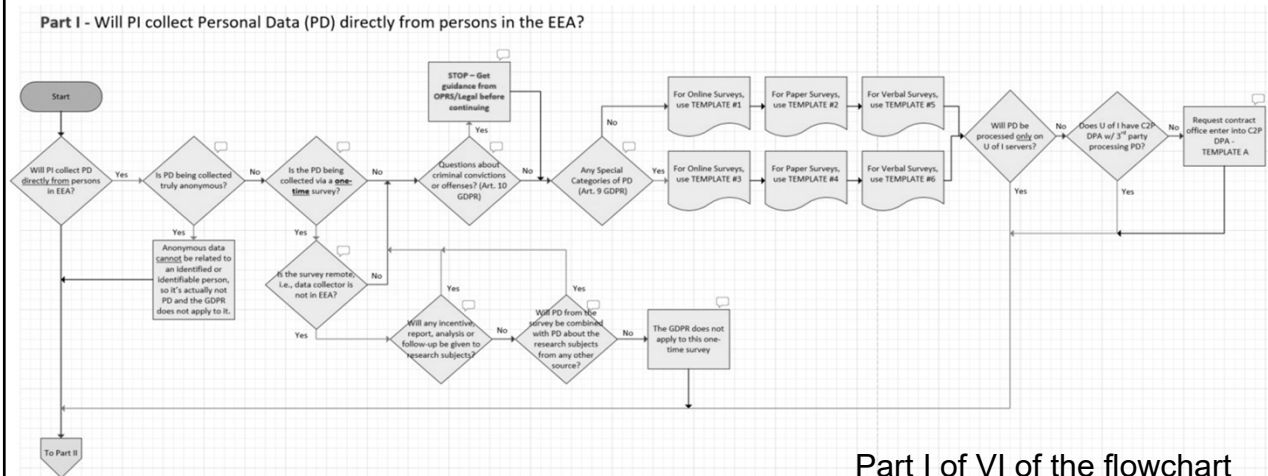 Part I - Will PI collect Personal Data (PD) directly from persons in the EEA?
Start
Will PI collect PD
directly from persons
in EEA?
Yes
Is PD being collected
truly anonymous?
No
Yes
Anonymous data
cannot be related to
an identified or
identifiable person,
so it's actually not
PD and the GDPR
does not apply to it.
Is the PD being
collected via a one-
time survey?
No
Yes
Is the survey remote,
i.e., data collector is
not in EEA?
No
Yes
STOP – Get
guidance from
OPRS/Legal before
continuing
Yes
Questions about
criminal convictions
or offenses? (Art. 10
GDPR)
No
Will any incentive,
report, analysis or
follow-up be given to
research subjects?
Yes
No
Will PD from the
survey be combined
with PD about the
research subjects
from any other
source?
Yes
No
The GDPR does not
apply to this one-
time survey
Any Special
Categories of PD
(Art. 9 GDPR)
No
Yes
For Online Surveys,
use TEMPLATE #1
For Paper Surveys,
use TEMPLATE #2
For Verbal Surveys,
use TEMPLATE #5
For Online Surveys,
use TEMPLATE #3
For Paper Surveys,
use TEMPLATE #4
For Verbal Surveys,
use TEMPLATE #6
Will PD be
processed only on
U of I servers?
No
Yes
Does U of I have C2P
DPA w/ 3rd party
processing PD?
No
Yes
Request contract
office enter into C2P
DPA -
TEMPLATE A
To Part II
Part I of VI of the flowchart